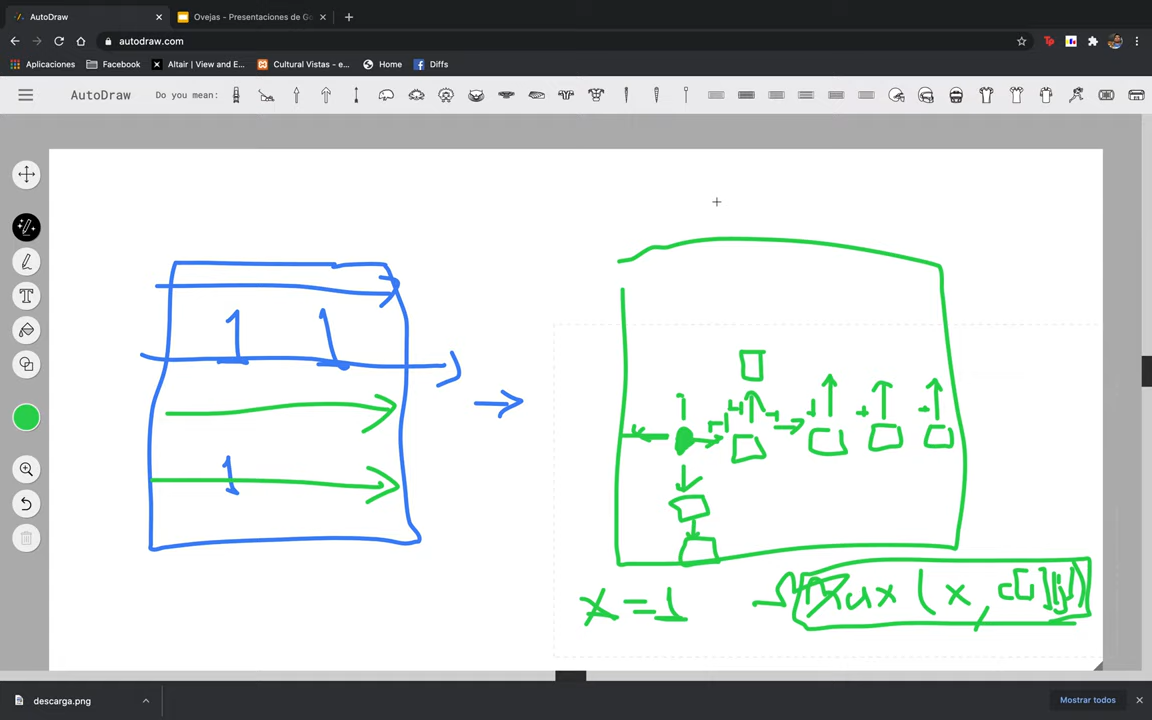 AutoDraw
Ovejas - Presentaciones de Go
autodraw.com
Aplicaciones
Facebook
Altair | View and E...
Cultural Vistas - e...
Home
Diffs
AutoDraw
Do you mean:
1 1
1
x=1
Max (x, c[i][j])
descarga.png
Mostrar todos